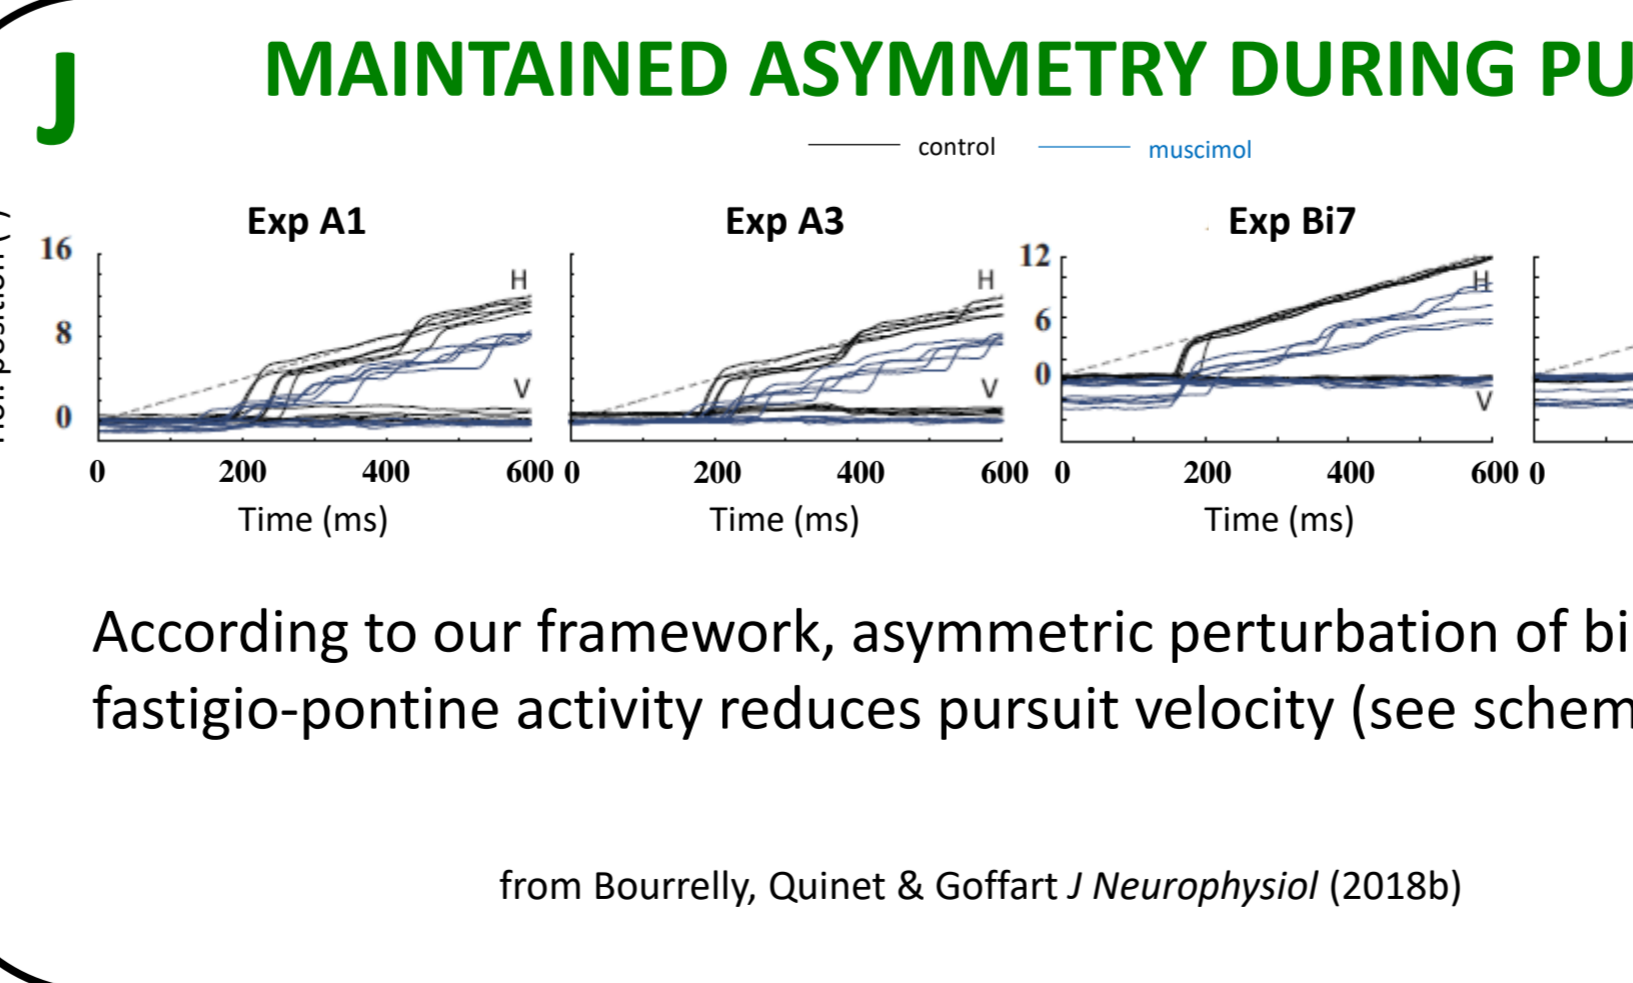 J
MAINTAINED ASYMMETRY DURING PU
control muscimol
Exp A1 Exp A3 Exp Bi7
16 12
H H H
8 6
V V V
0 0
0 200 400 600 0 200 400 600 0 200 400 600 0
Time (ms) Time (ms) Time (ms)
According to our framework, asymmetric perturbation of bi
fastigio-pontine activity reduces pursuit velocity (see schem
from Bourrelly, Quinet & Goffart J Neurophysiol (2018b)